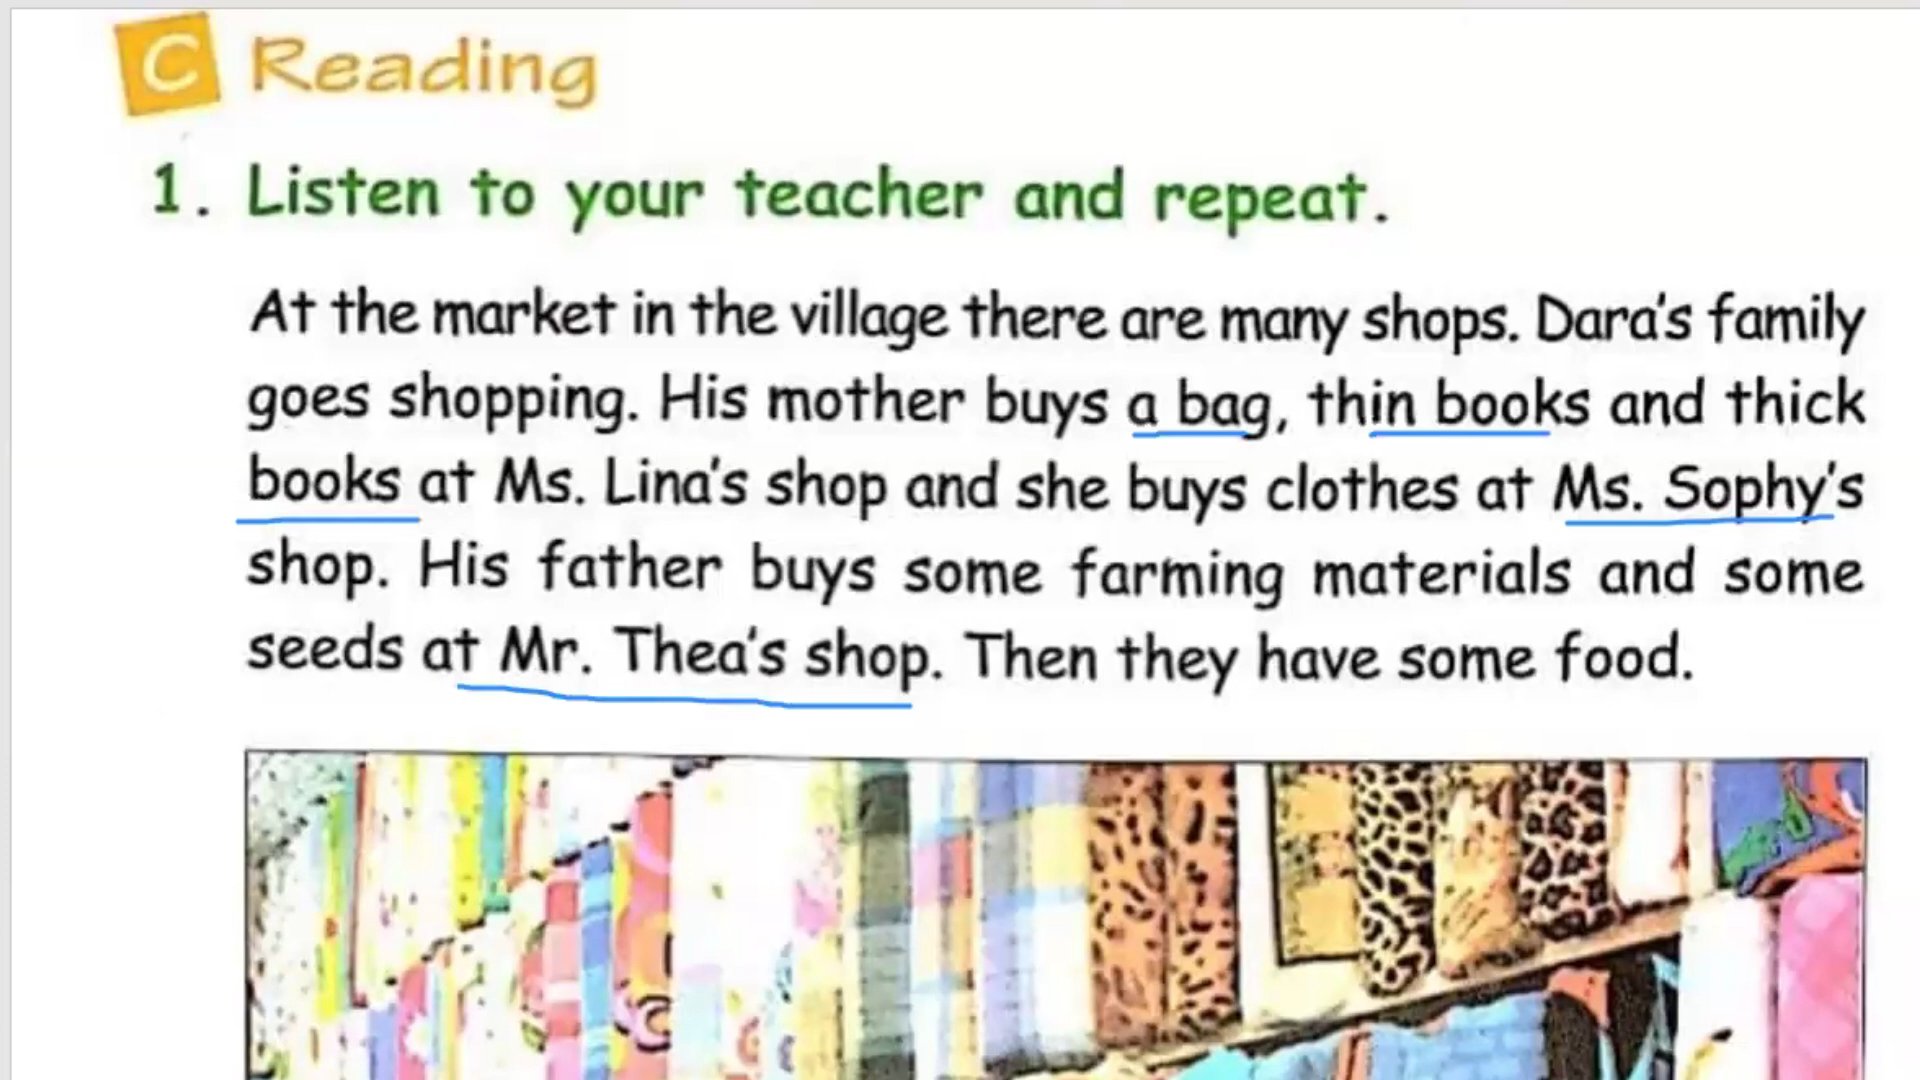 C Reading
1. Listen to your teacher and repeat.
At the market in the village there are many shops. Dara's family
goes shopping. His mother buys a bag, thin books and thick
books at Ms. Lina's shop and she buys clothes at Ms. Sophy's
shop. His father buys some farming materials and some
seeds at Mr. Thea's shop. Then they have some food.